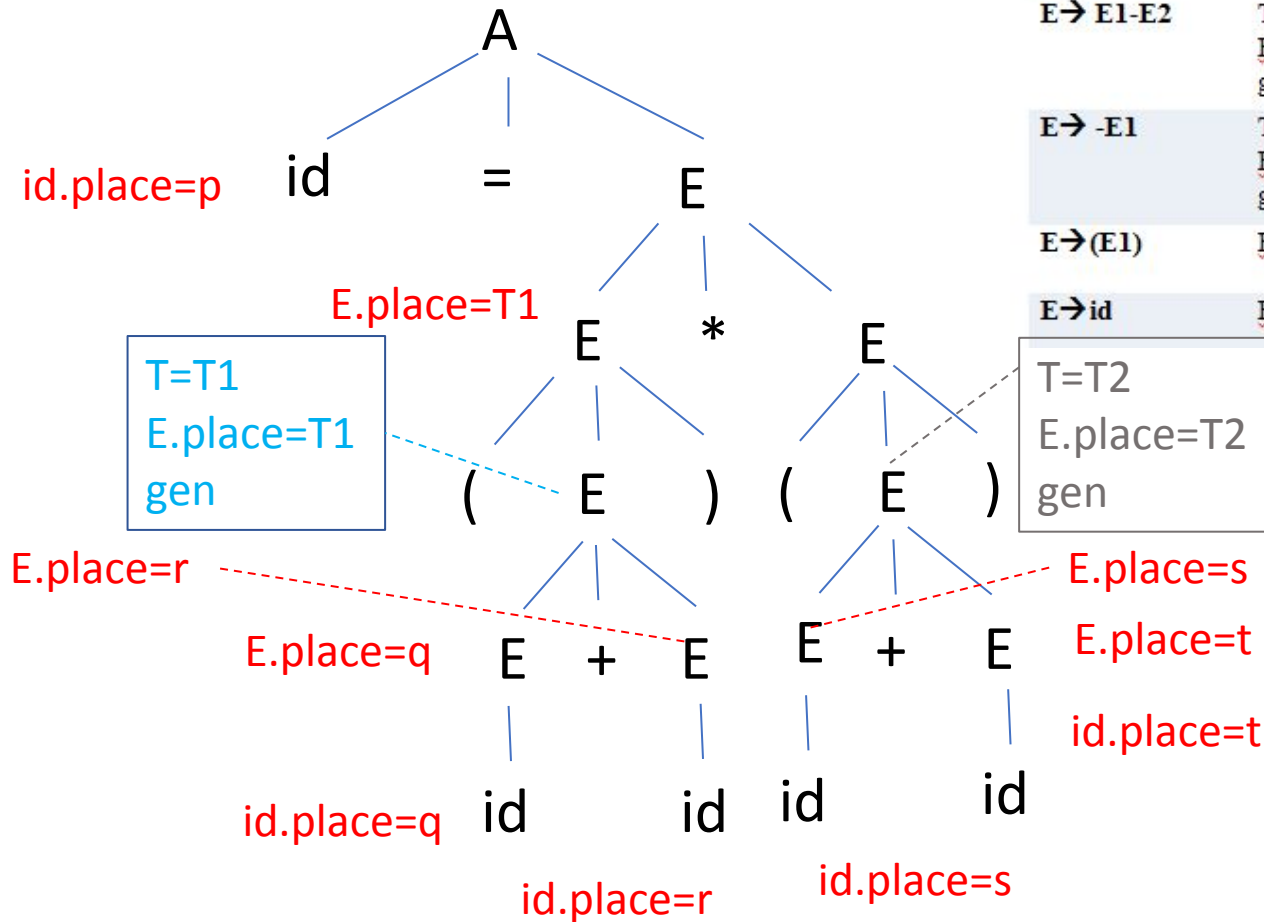 E→ E1-E2
A
E→ -E1
id.place=p id = E
E→(E1)
E.place=T1
E→id
E * E
T=T1
E.place=T1
gen
T=T2
E.place=T2
gen
( E ) ( E )
E.place=r
E.place=s
E.place=q E + E E + E E.place=t
id.place=t
id.place=q id id id id
id.place=r
id.place=s